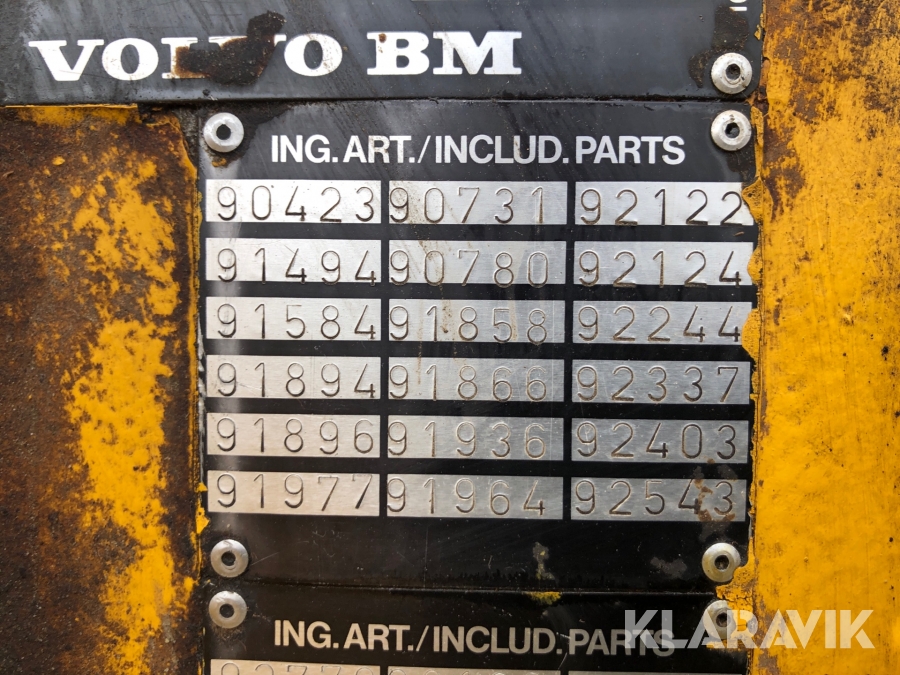 VOLVO BM
ING. ART./INCLUD. PARTS
90423 90731 92122
91494 90780 92124
91584 91858 92244
91894 91866 92337
91896 91936 92403
91977 91964 92543
ING. ART./INCLUD. PARTS
KLARAVIK